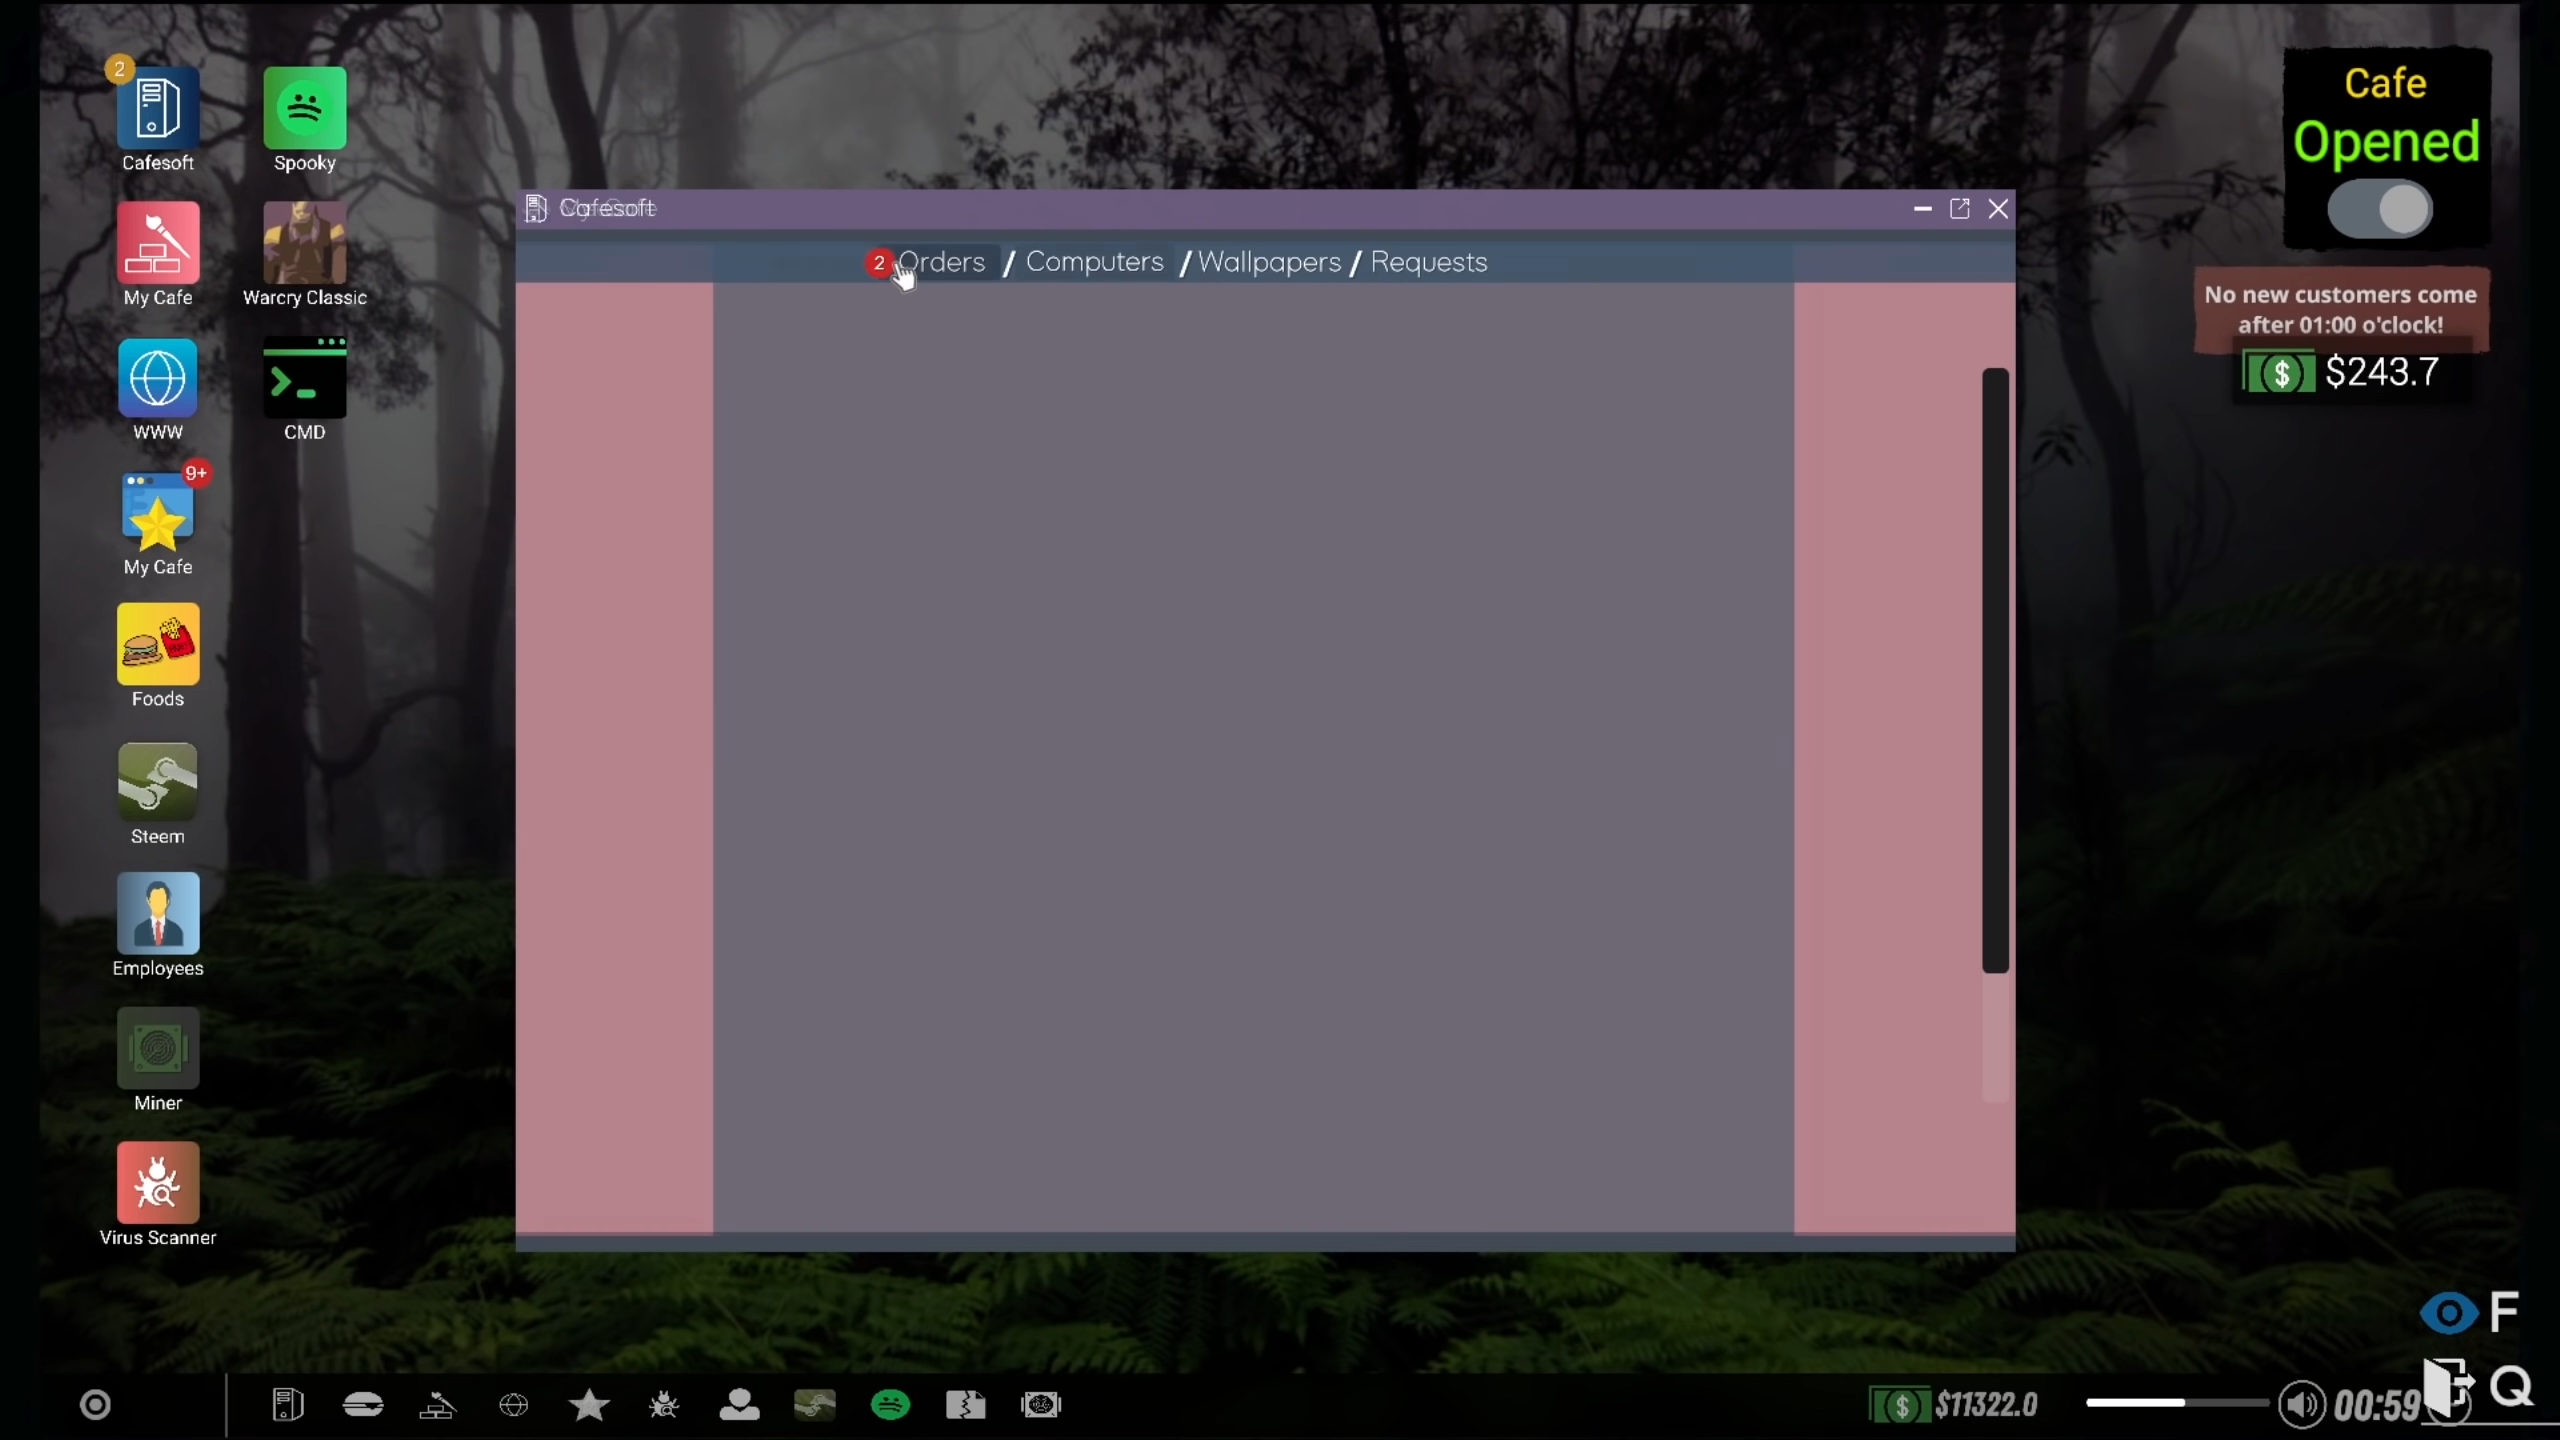 2
Cafesoft
Spooky
My Cafe
Warcry Classic
WWW
CMD
9+
My Cafe
Foods
Steem
Employees
Miner
Virus Scanner
Cafesoft
2 Orders / Computers / Wallpapers / Requests
Cafe
Opened
No new customers come
after 01:00 o'clock!
$ $243.7
F
Q
$ $11322.0
00:59